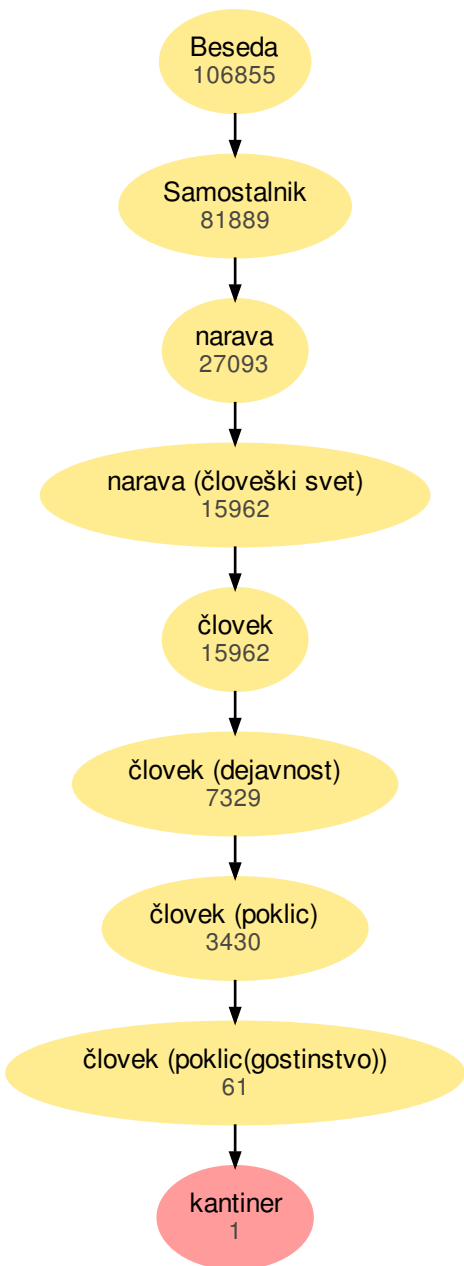 Beseda
106855
Samostalnik
81889
narava
27093
narava (človeški svet)
15962
človek
15962
človek (dejavnost)
7329
človek (poklic)
3430
človek (poklic(gostinstvo))
61
kantiner
1